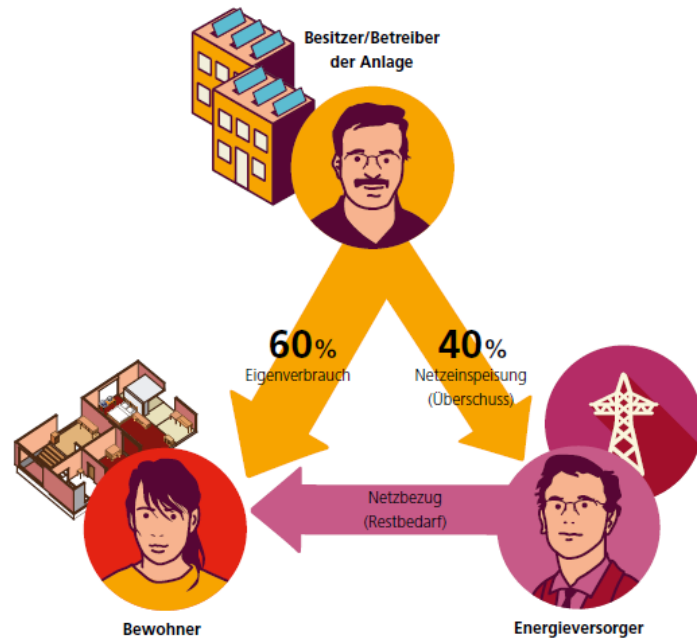 Besitzer/Betreiber
der Anlage
60%
Eigenverbrauch
40%
Netzeinspeisung
(Überschuss)
Netzbezug
(Restbedarf)
Bewohner
Energieversorger